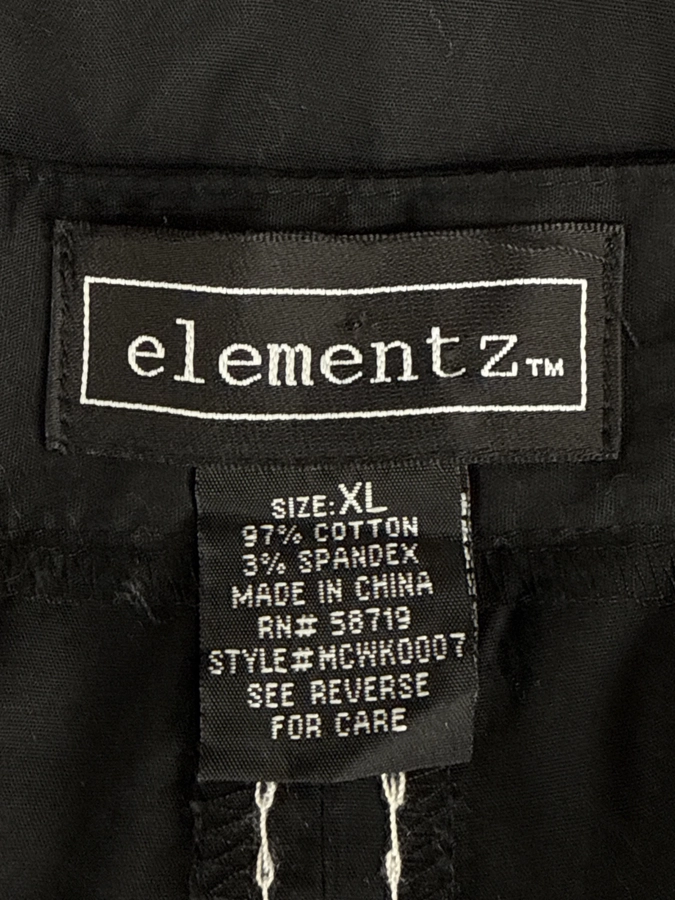 elementz™
SIZE: XL
97% COTTON
3% SPANDEX
MADE IN CHINA
RN# 58719
STYLE#MCWK0007
SEE REVERSE
FOR CARE